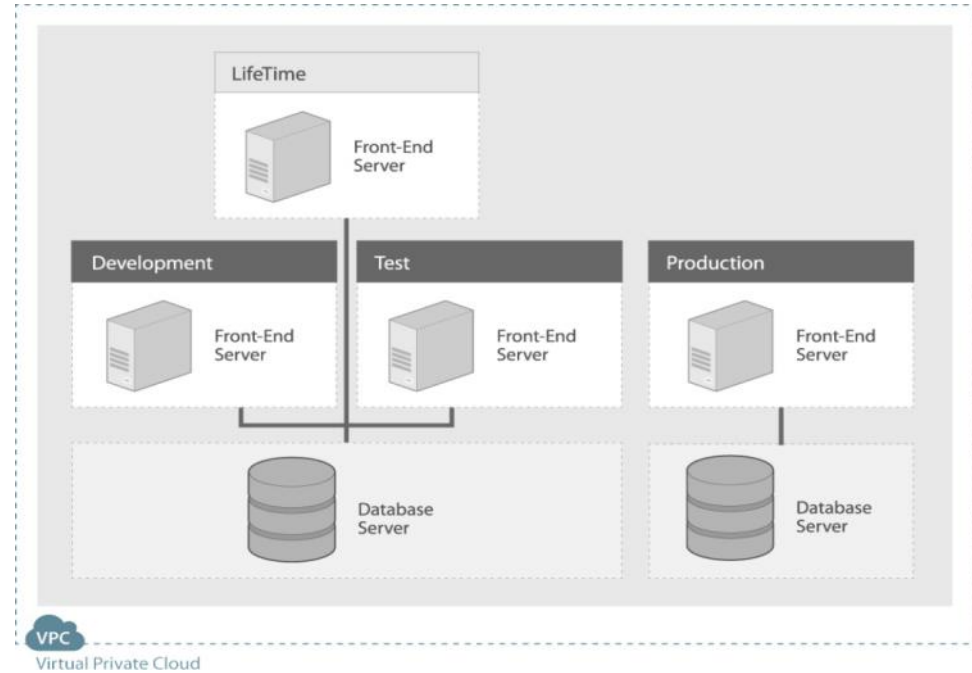 LifeTime
Front-End
Server
Development
Front-End
Server
Test
Front-End
Server
Production
Front-End
Server
Database
Server
Database
Server
VPC
Virtual Private Cloud